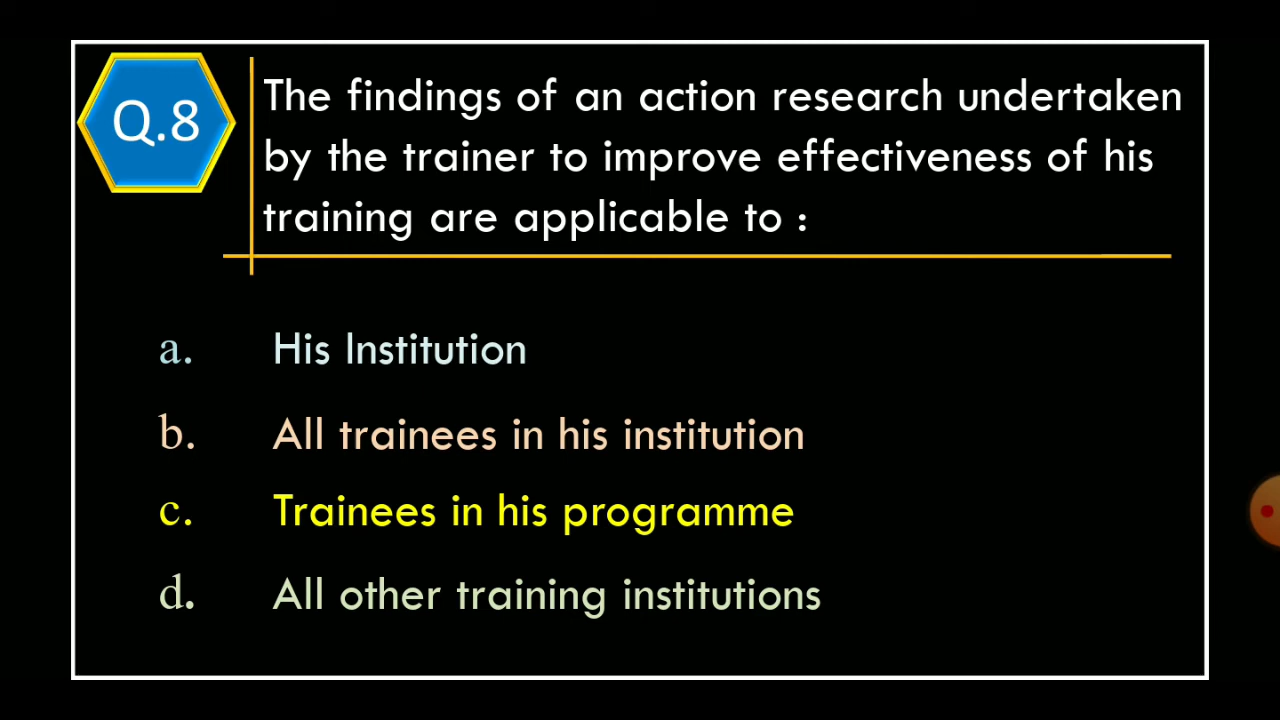 Q.8
The findings of an action research undertaken
by the trainer to improve effectiveness of his
training are applicable to :
a. His Institution
b. All trainees in his institution
c. Trainees in his programme
d. All other training institutions